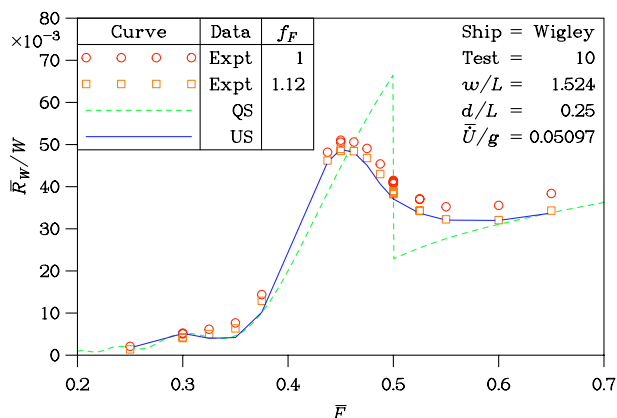 80
×10⁻³
70
60
50
40
30
20
10
0
R̅_W/W
Curve Data f_F
Expt 1
Expt 1.12
QS
US
Ship = Wigley
Test = 10
w/L = 1.524
d/L = 0.25
U̇̅/g = 0.05097
0.2 0.3 0.4 0.5 0.6 0.7
F̅